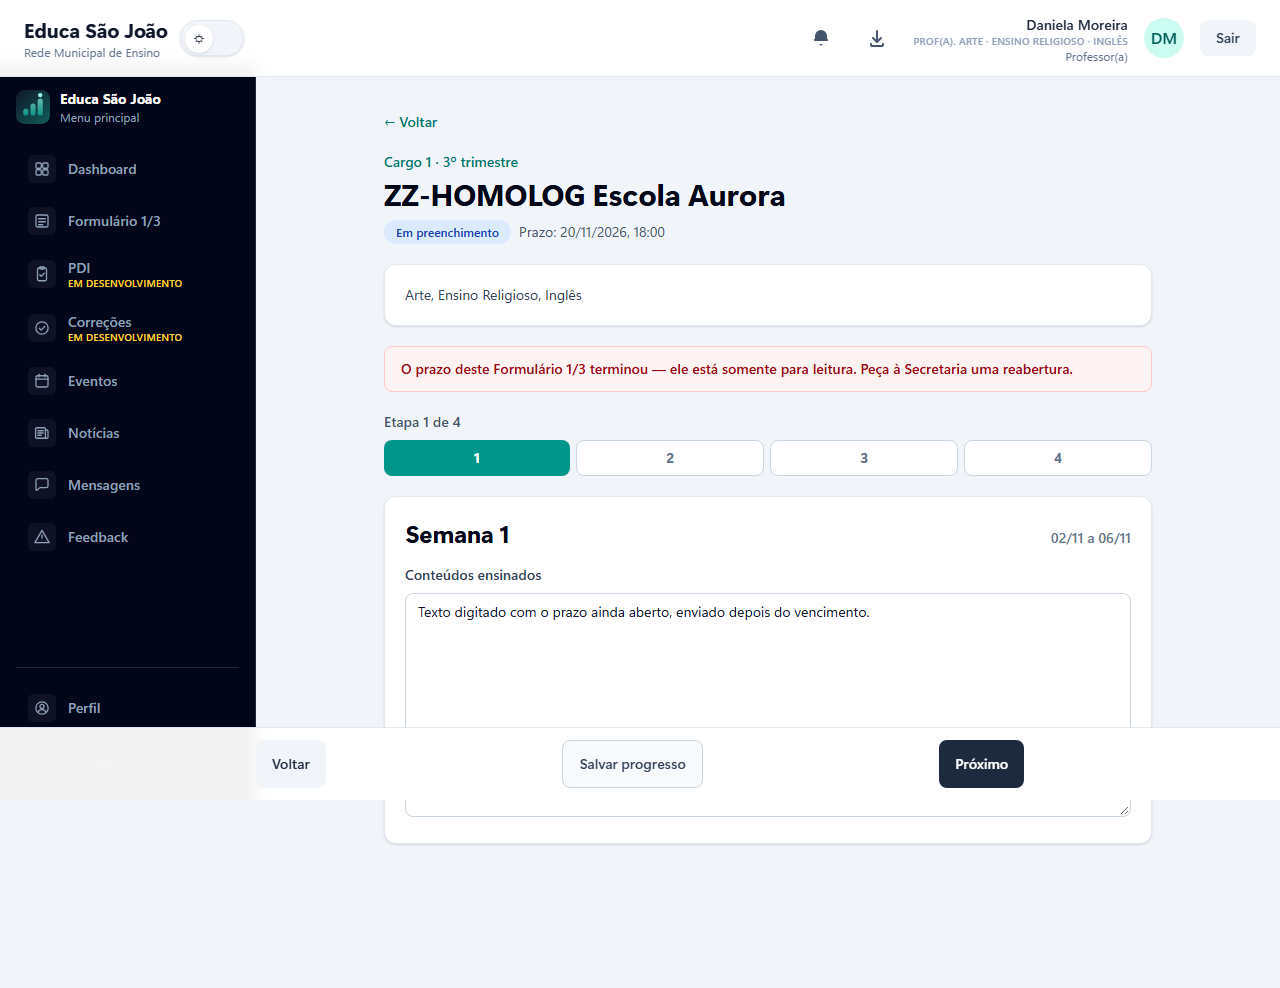 Educa São João
Rede Municipal de Ensino
Daniela Moreira
PROF(A). ARTE · ENSINO RELIGIOSO · INGLÊS
Professor(a)
DM
Sair
Educa São João
Menu principal
Dashboard
Formulário 1/3
PDI
EM DESENVOLVIMENTO
Correções
EM DESENVOLVIMENTO
Eventos
Notícias
Mensagens
Feedback
Perfil
← Voltar
Cargo 1 · 3º trimestre
ZZ-HOMOLOG Escola Aurora
Em preenchimento Prazo: 20/11/2026, 18:00
Arte, Ensino Religioso, Inglês
O prazo deste Formulário 1/3 terminou — ele está somente para leitura. Peça à Secretaria uma reabertura.
Etapa 1 de 4
1 2 3 4
Semana 1
02/11 a 06/11
Conteúdos ensinados
Texto digitado com o prazo ainda aberto, enviado depois do vencimento.
Voltar
Salvar progresso
Próximo